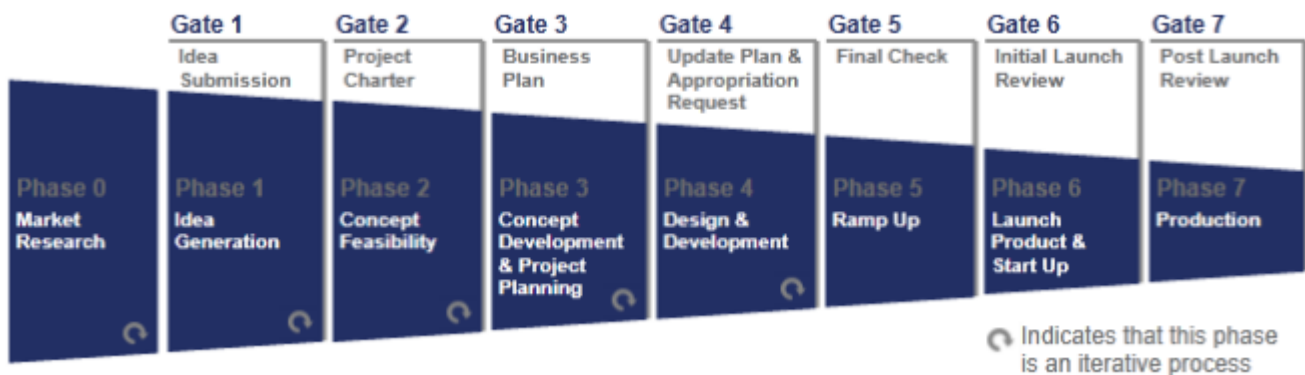 Gate 1
Idea
Submission
Gate 2
Project
Charter
Gate 3
Business
Plan
Gate 4
Update Plan &
Appropriation
Request
Gate 5
Final Check
Gate 6
Initial Launch
Review
Gate 7
Post Launch
Review
Phase 0
Market
Research
Phase 1
Idea
Generation
Phase 2
Concept
Feasibility
Phase 3
Concept
Development
& Project
Planning
Phase 4
Design &
Development
Phase 5
Ramp Up
Phase 6
Launch
Product &
Start Up
Phase 7
Production
Indicates that this phase
is an iterative process